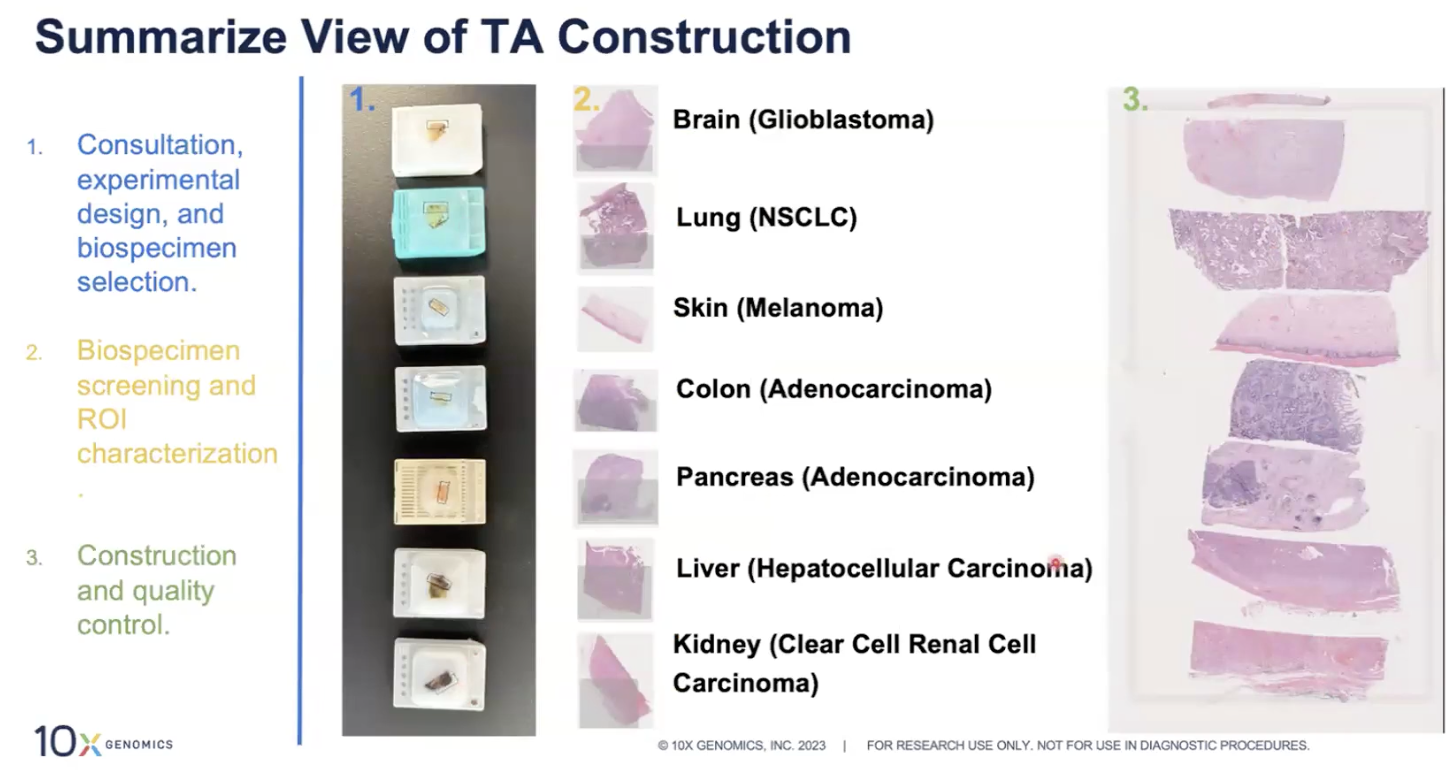 Summarize View of TA Construction
1. Consultation,
experimental
design, and
biospecimen
selection.
2. Biospecimen
screening and
ROI
characterization
.
3. Construction
and quality
control.
1.
2.
Brain (Glioblastoma)
Lung (NSCLC)
Skin (Melanoma)
Colon (Adenocarcinoma)
Pancreas (Adenocarcinoma)
Liver (Hepatocellular Carcinoma)
Kidney (Clear Cell Renal Cell
Carcinoma)
3.
10X GENOMICS
© 10X GENOMICS, INC. 2023 | FOR RESEARCH USE ONLY. NOT FOR USE IN DIAGNOSTIC PROCEDURES.